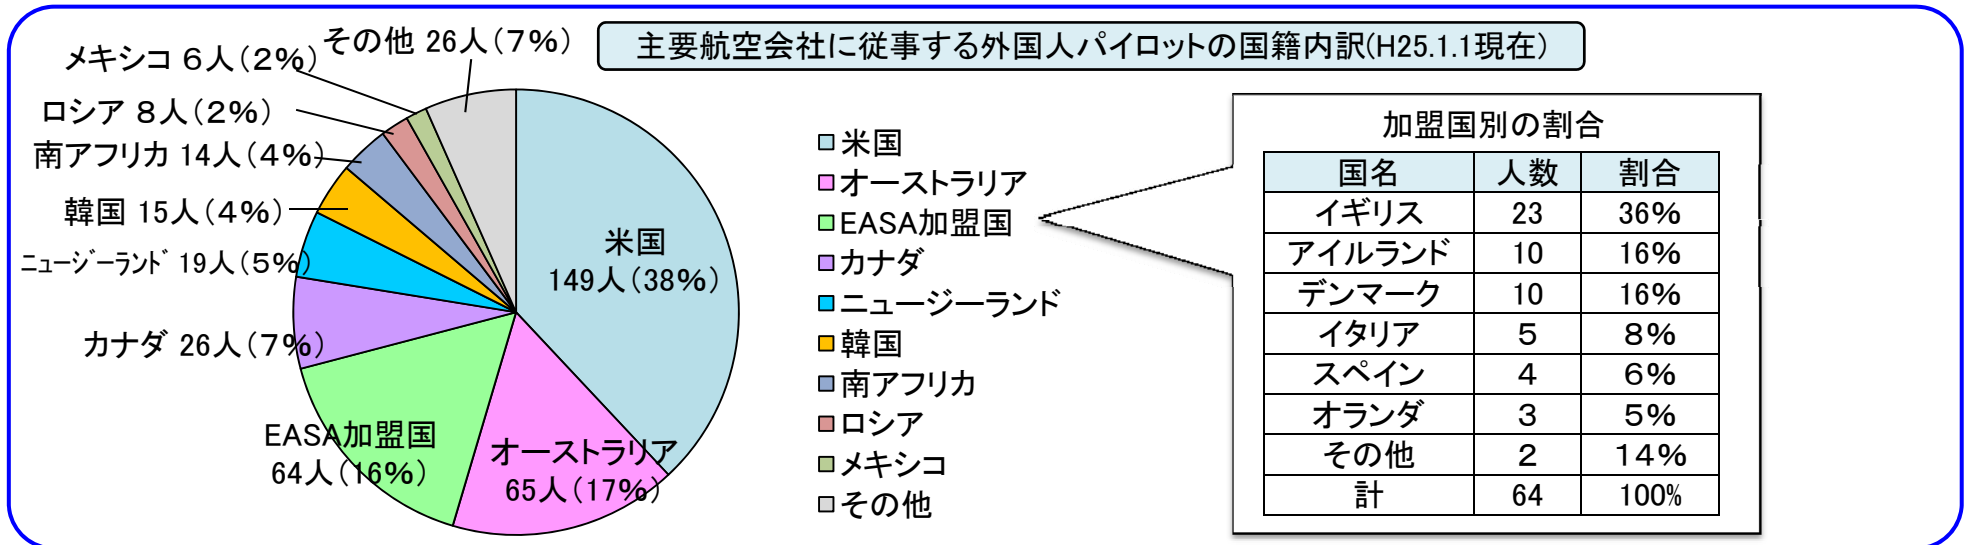 主要航空会社に従事する外国人パイロットの国籍内訳(H25.1.1現在)
その他 26人(7%)
メキシコ 6人(2%)
ロシア 8人(2%)
南アフリカ 14人(4%)
韓国 15人(4%)
ニュージーランド 19人(5%)
カナダ 26人(7%)
EASA加盟国
64人(16%)
オーストラリア
65人(17%)
米国
149人(38%)
米国
オーストラリア
EASA加盟国
カナダ
ニュージーランド
韓国
南アフリカ
ロシア
メキシコ
その他
加盟国別の割合
国名 人数 割合
イギリス 23 36%
アイルランド 10 16%
デンマーク 10 16%
イタリア 5 8%
スペイン 4 6%
オランダ 3 5%
その他 2 14%
計 64 100%